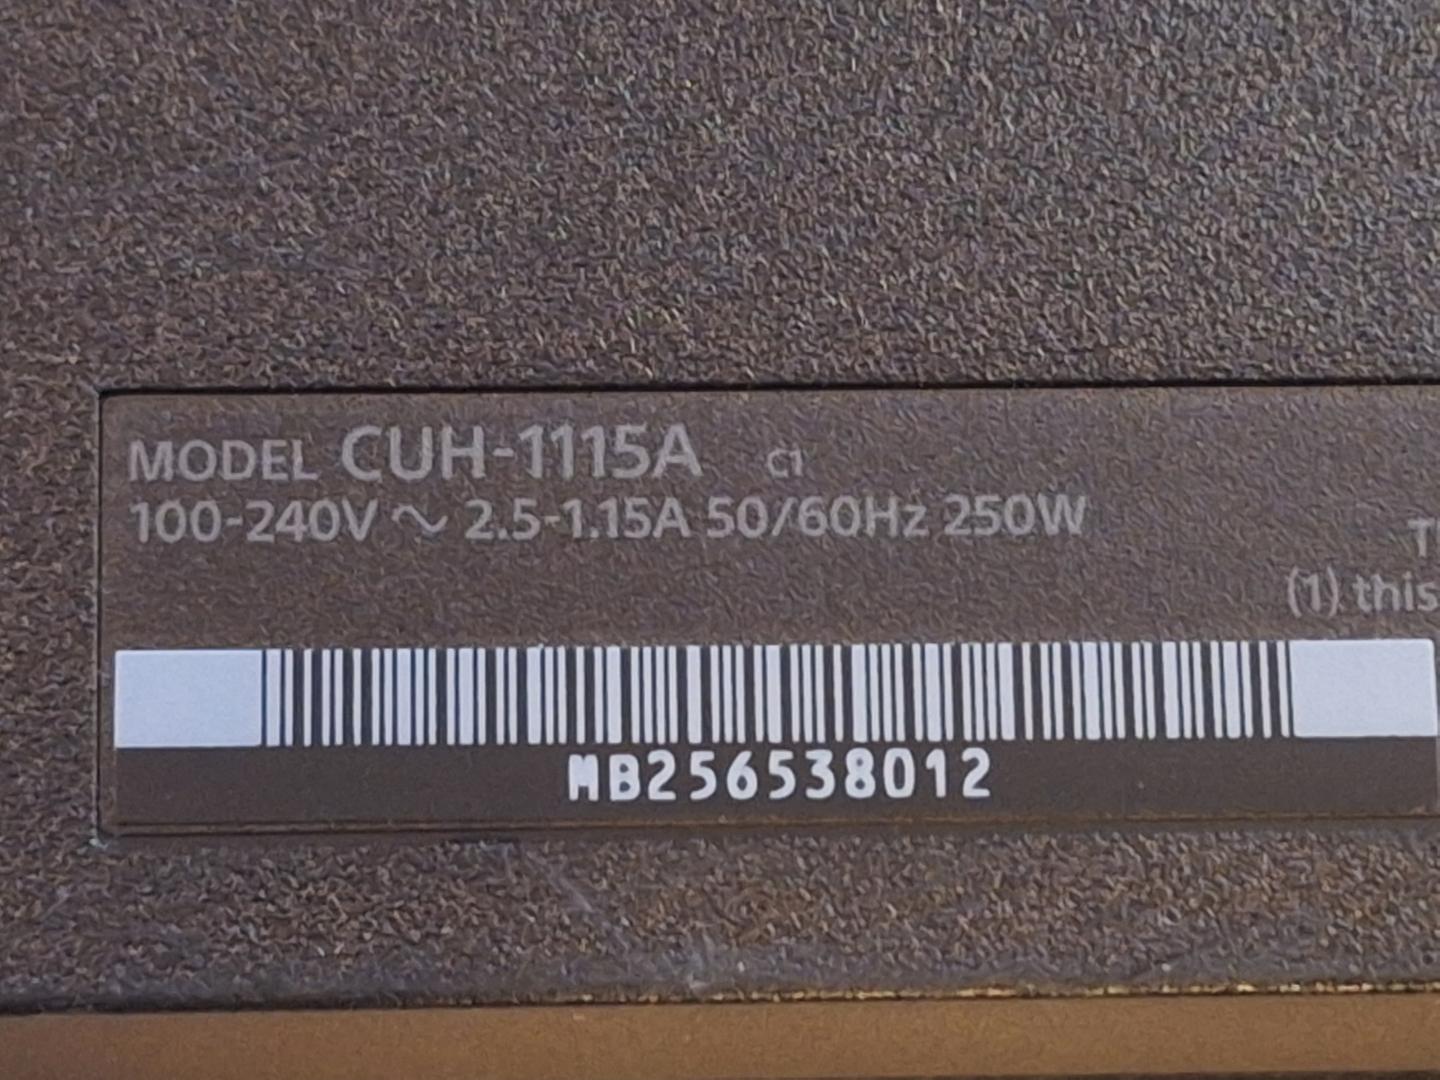 MODEL CUH-1115A C1
100-240V ～ 2.5-1.15A 50/60Hz 250W
(1) this
MB256538012